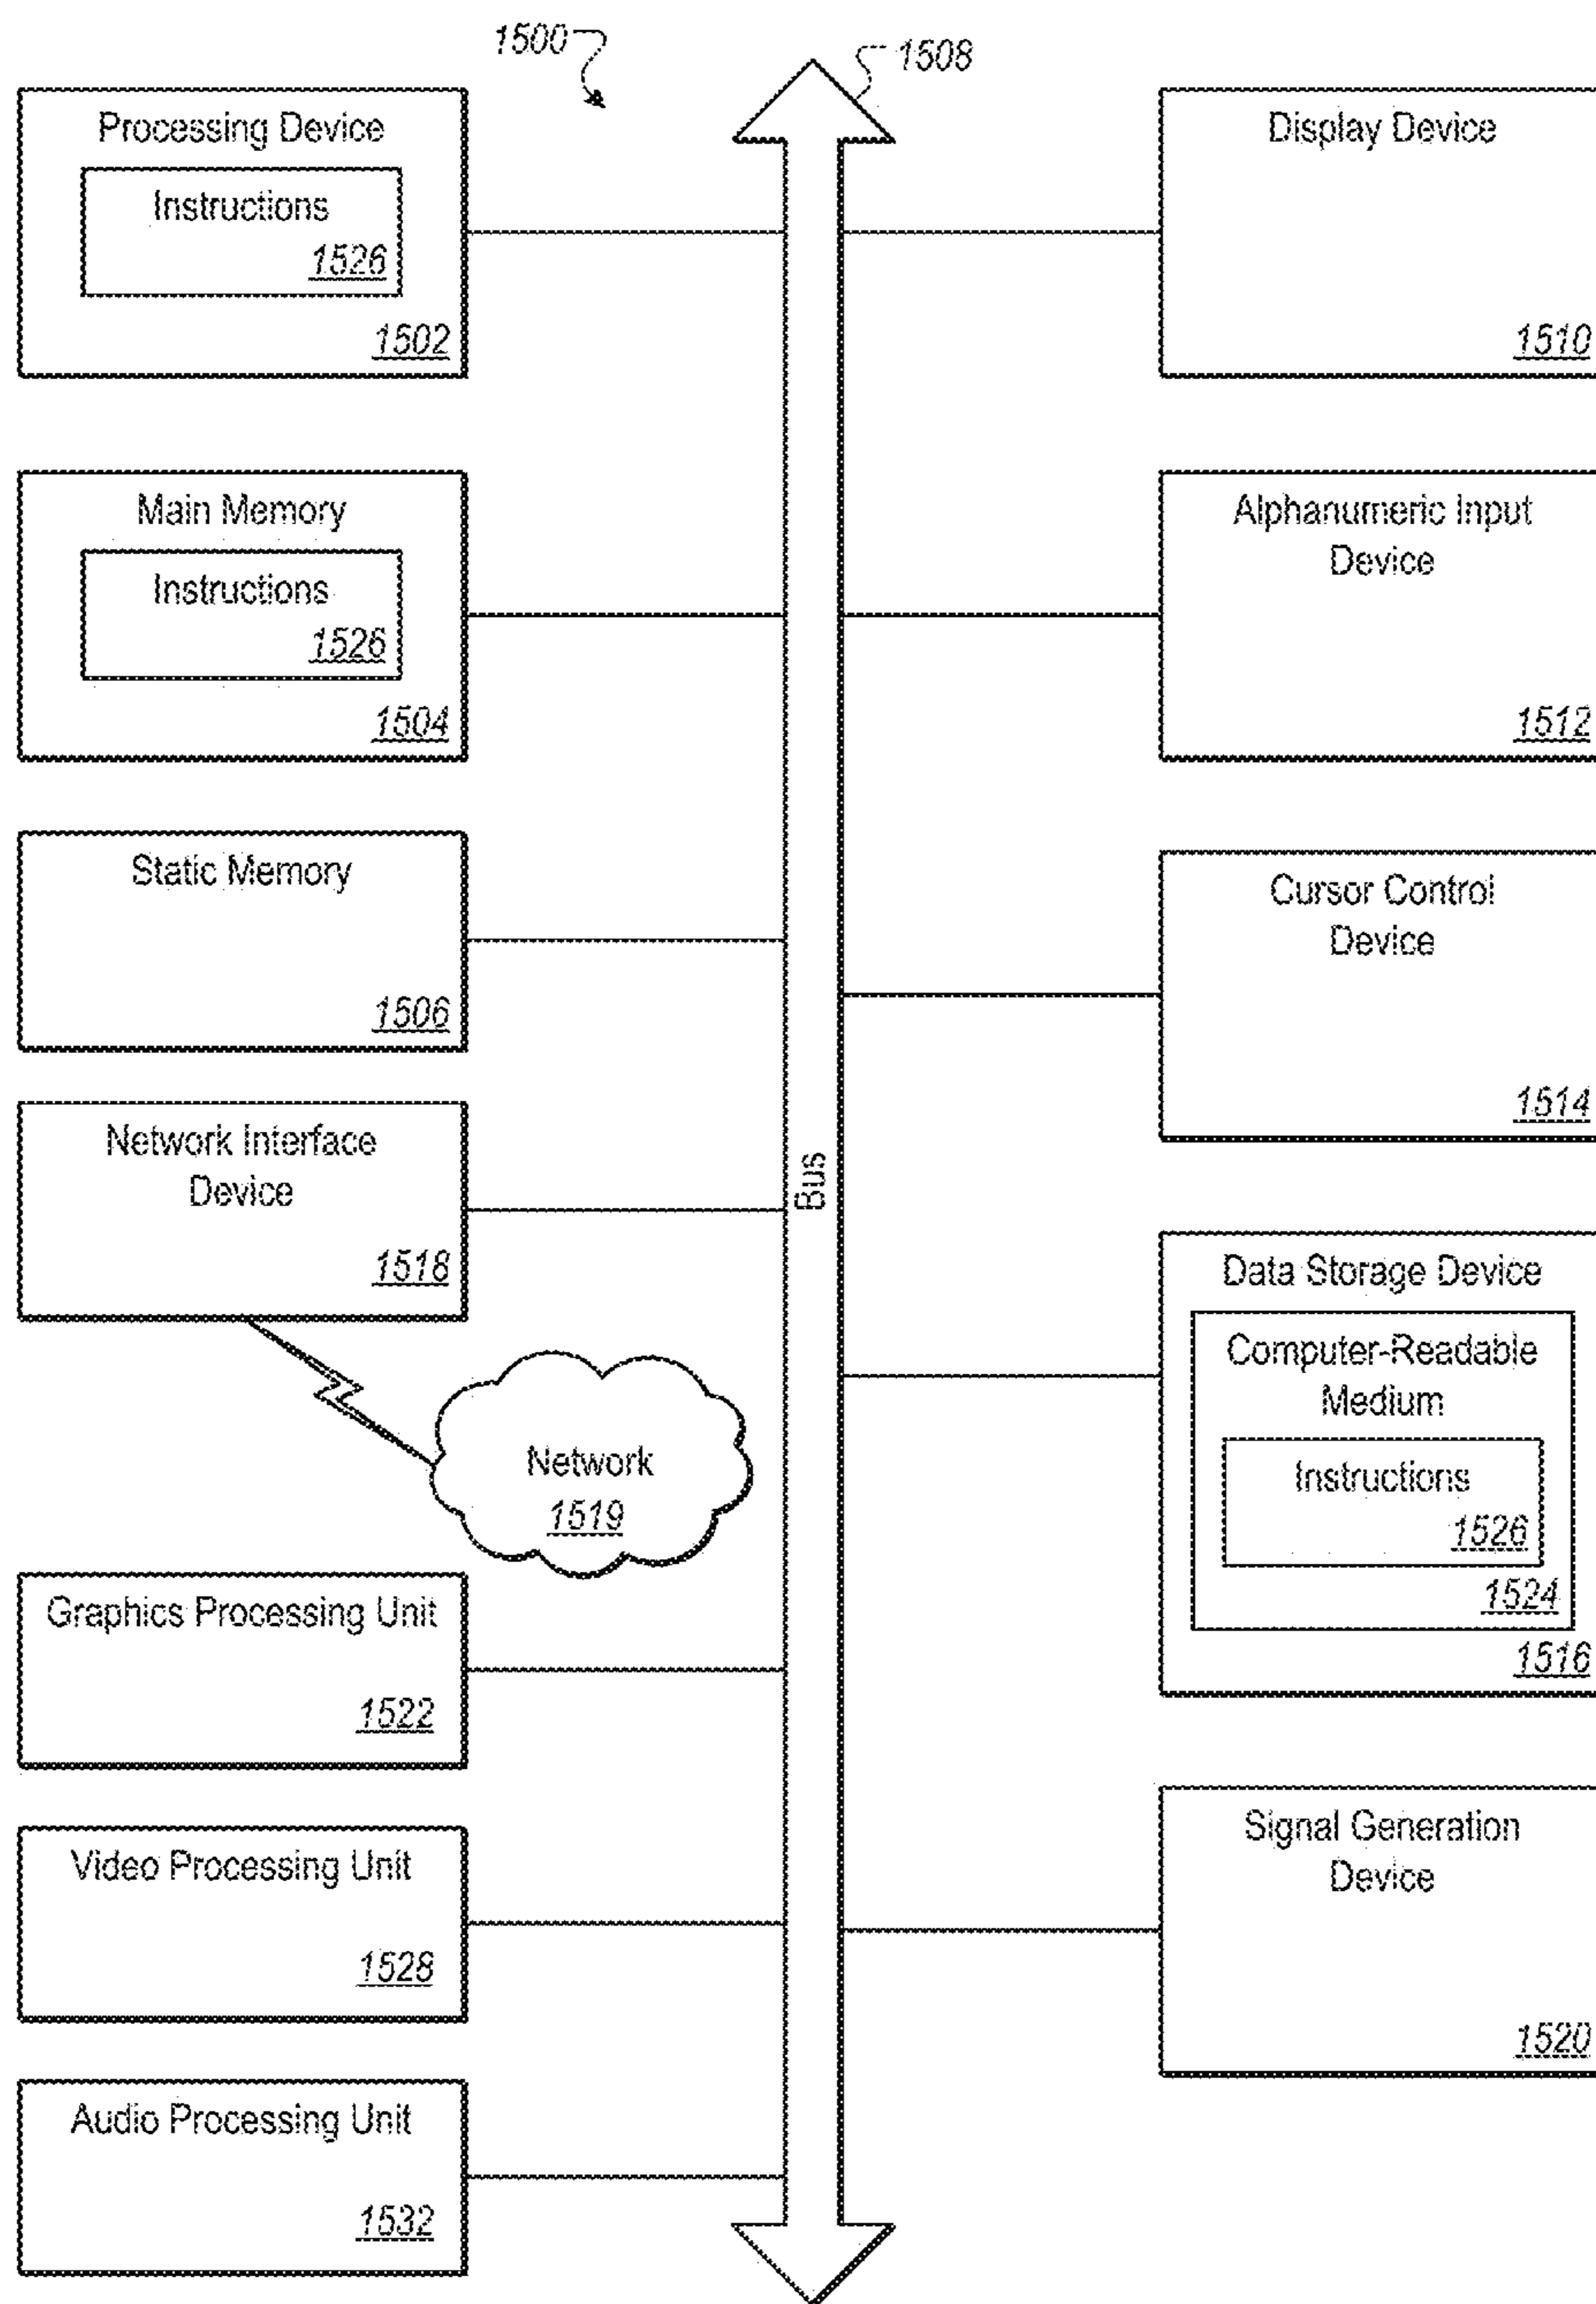 1500
1508
Processing Device
Instructions
1526
1502
Main Memory
Instructions
1526
1504
Static Memory
1506
Network Interface
Device
1518
Network
1519
Graphics Processing Unit
1522
Video Processing Unit
1528
Audio Processing Unit
1532
Bus
Display Device
1510
Alphanumeric Input
Device
1512
Cursor Control
Device
1514
Data Storage Device
Computer-Readable
Medium
Instructions
1526
1524
1516
Signal Generation
Device
1520